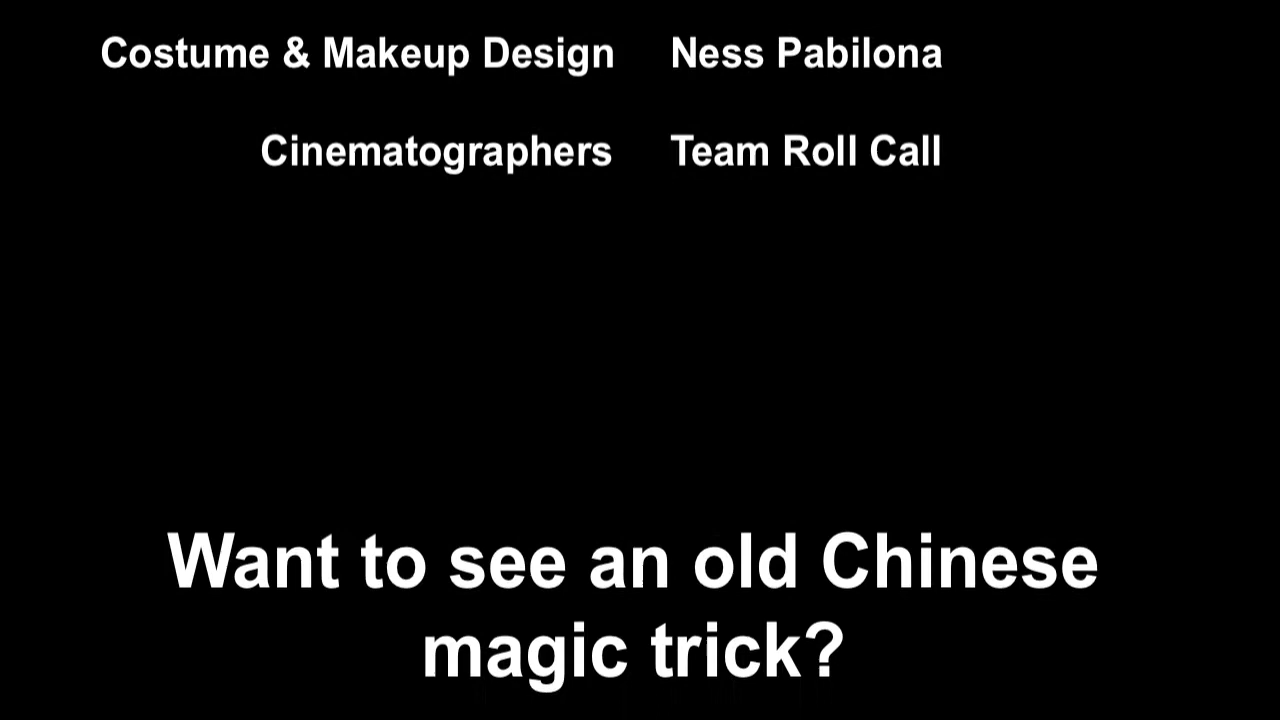 Costume & Makeup Design Ness Pabilona
Cinematographers Team Roll Call
Want to see an old Chinese
magic trick?